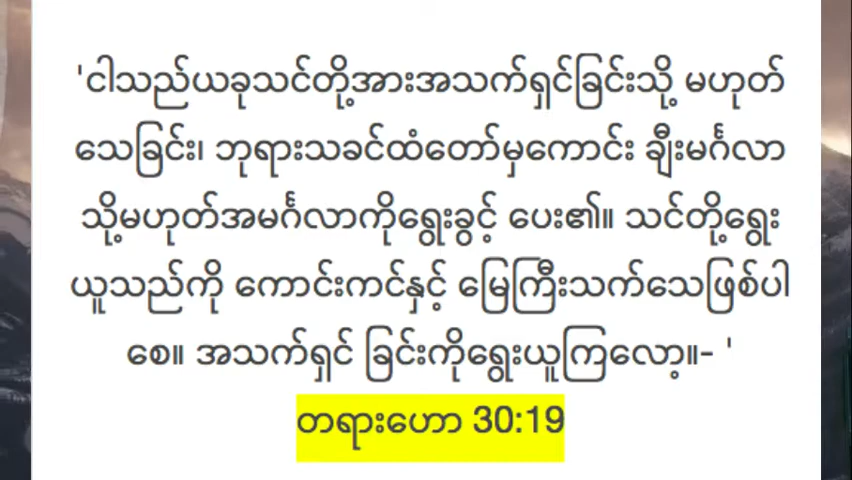 'ငါသည်ယခုသင်တို့အားအသက်ရှင်ခြင်းသို့ မဟုတ်
သေခြင်း၊ ဘုရားသခင်ထံတော်မှကောင်း ချီးမင်္ဂလာ
သို့မဟုတ်အမင်္ဂလာကိုရွေးခွင့် ပေး၏။ သင်တို့ရွေး
ယူသည်ကို ကောင်းကင်နှင့် မြေကြီးသက်သေဖြစ်ပါ
စေ။ အသက်ရှင် ခြင်းကိုရွေးယူကြလော့။- '
တရားဟော 30:19